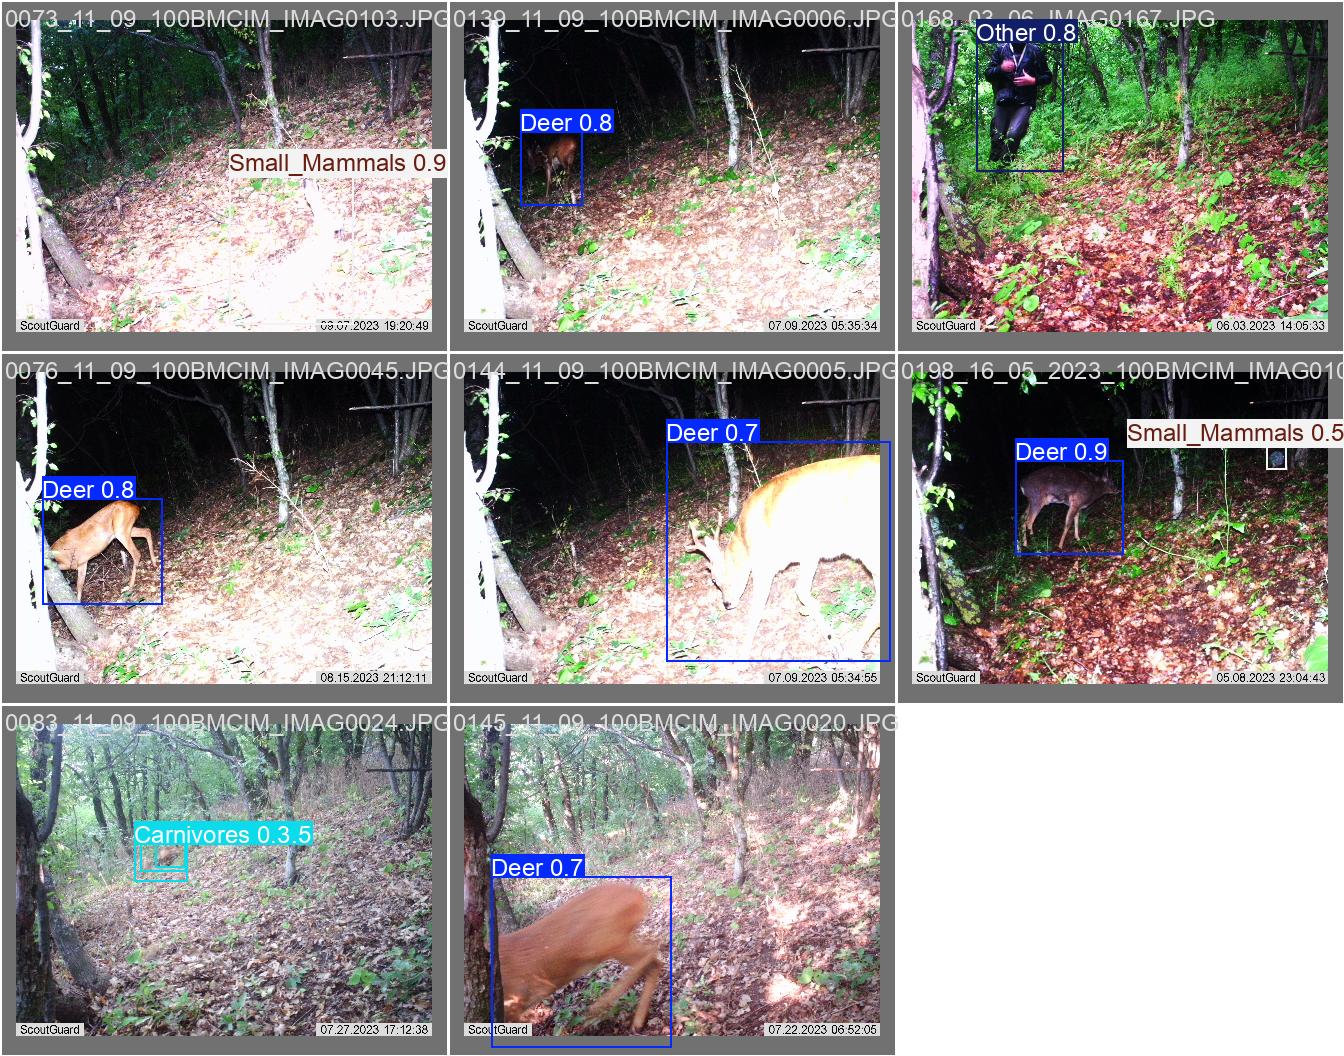 0073_11_09_100BMCIM_IMAG0103.JPG
Small_Mammals 0.9
ScoutGuard
09.07.2023 19:20:49
0139_11_09_100BMCIM_IMAG0006.JPG
Deer 0.8
ScoutGuard
07.09.2023 05:35:34
0168_03_06_IMAG0167.JPG
Other 0.8
ScoutGuard
06.03.2023 14:05:33
0076_11_09_100BMCIM_IMAG0045.JPG
Deer 0.8
ScoutGuard
08.15.2023 21:12:11
0144_11_09_100BMCIM_IMAG0005.JPG
Deer 0.7
ScoutGuard
07.09.2023 05:34:55
0198_16_05_2023_100BMCIM_IMAG010
Small_Mammals 0.5
Deer 0.9
ScoutGuard
05.08.2023 23:04:43
0083_11_09_100BMCIM_IMAG0024.JPG
Carnivores 0.3.5
ScoutGuard
07.27.2023 17:12:38
0145_11_09_100BMCIM_IMAG0020.JPG
Deer 0.7
ScoutGuard
07.22.2023 06:52:05